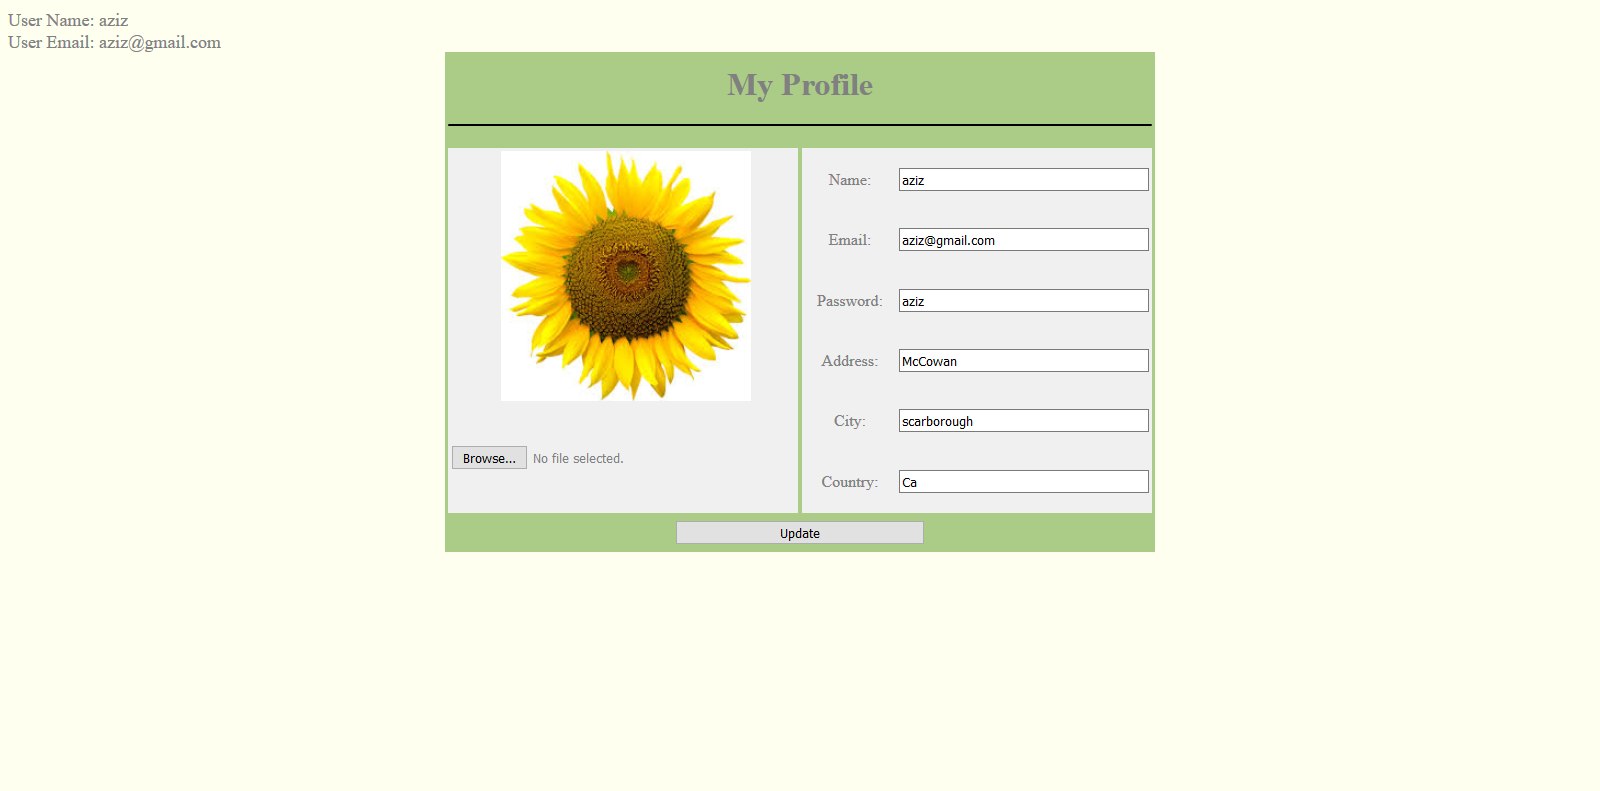 User Name: aziz
User Email: aziz@gmail.com
My Profile
Name: aziz
Email: aziz@gmail.com
Password: aziz
Address: McCowan
City: scarborough
Country: Ca
Browse... No file selected.
Update